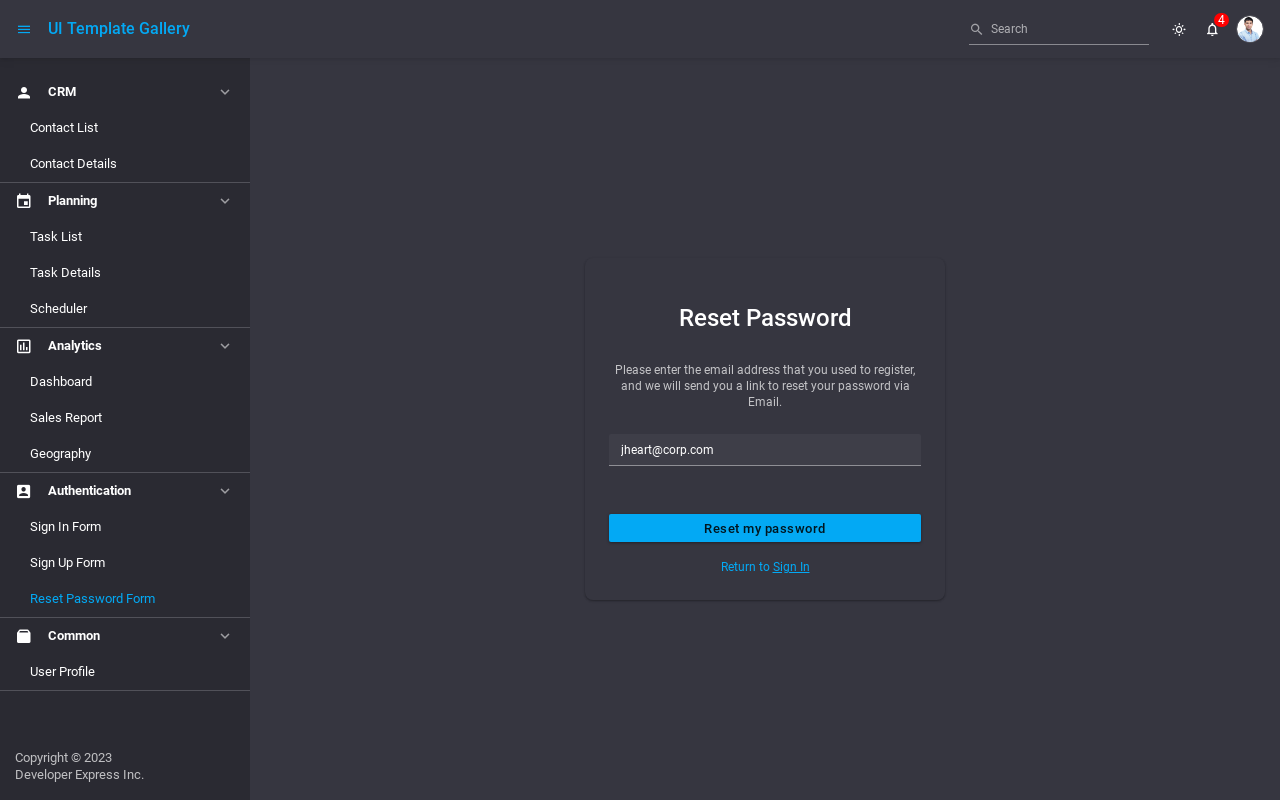 UI Template Gallery
Search
4
CRM
Contact List
Contact Details
Planning
Task List
Task Details
Scheduler
Analytics
Dashboard
Sales Report
Geography
Authentication
Sign In Form
Sign Up Form
Reset Password Form
Common
User Profile
Copyright © 2023
Developer Express Inc.
Reset Password
Please enter the email address that you used to register,
and we will send you a link to reset your password via
Email.
jheart@corp.com
Reset my password
Return to Sign In